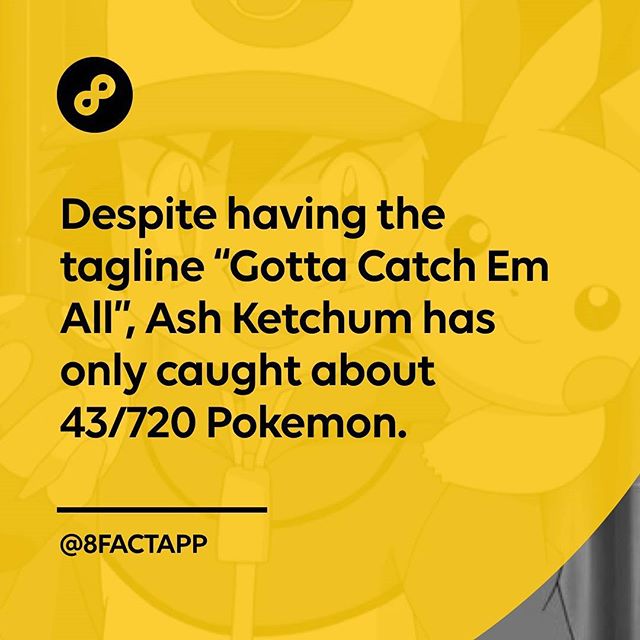 Despite having the
tagline “Gotta Catch Em
All”, Ash Ketchum has
only caught about
43/720 Pokemon.
@8FACTAPP